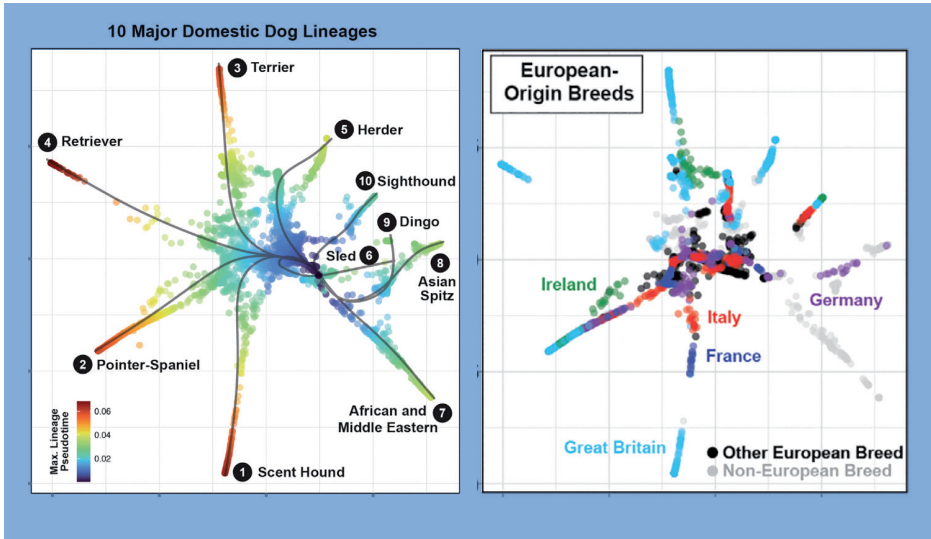 10 Major Domestic Dog Lineages
3 Terrier
4 Retriever
5 Herder
10 Sighthound
9 Dingo
Sled 6
8
Asian
Spitz
2 Pointer-Spaniel
African and
Middle Eastern
7
1 Scent Hound
Max. Lineage
Pseudotime
0.06
0.04
0.02
European-
Origin Breeds
Ireland
Germany
Italy
France
Great Britain
Other European Breed
Non-European Breed